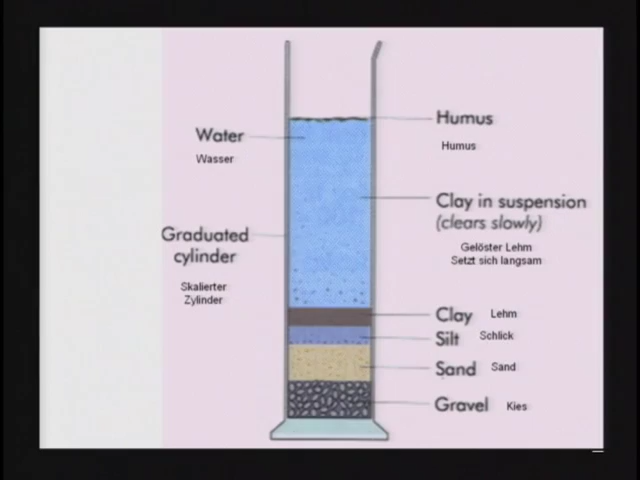 Humus
Humus
Water
Wasser
Clay in suspension
(clears slowly)
Gelöster Lehm
Setzt sich langsam
Graduated
cylinder
Skalierter
Zylinder
Clay Lehm
Silt Schlick
Sand Sand
Gravel Kies